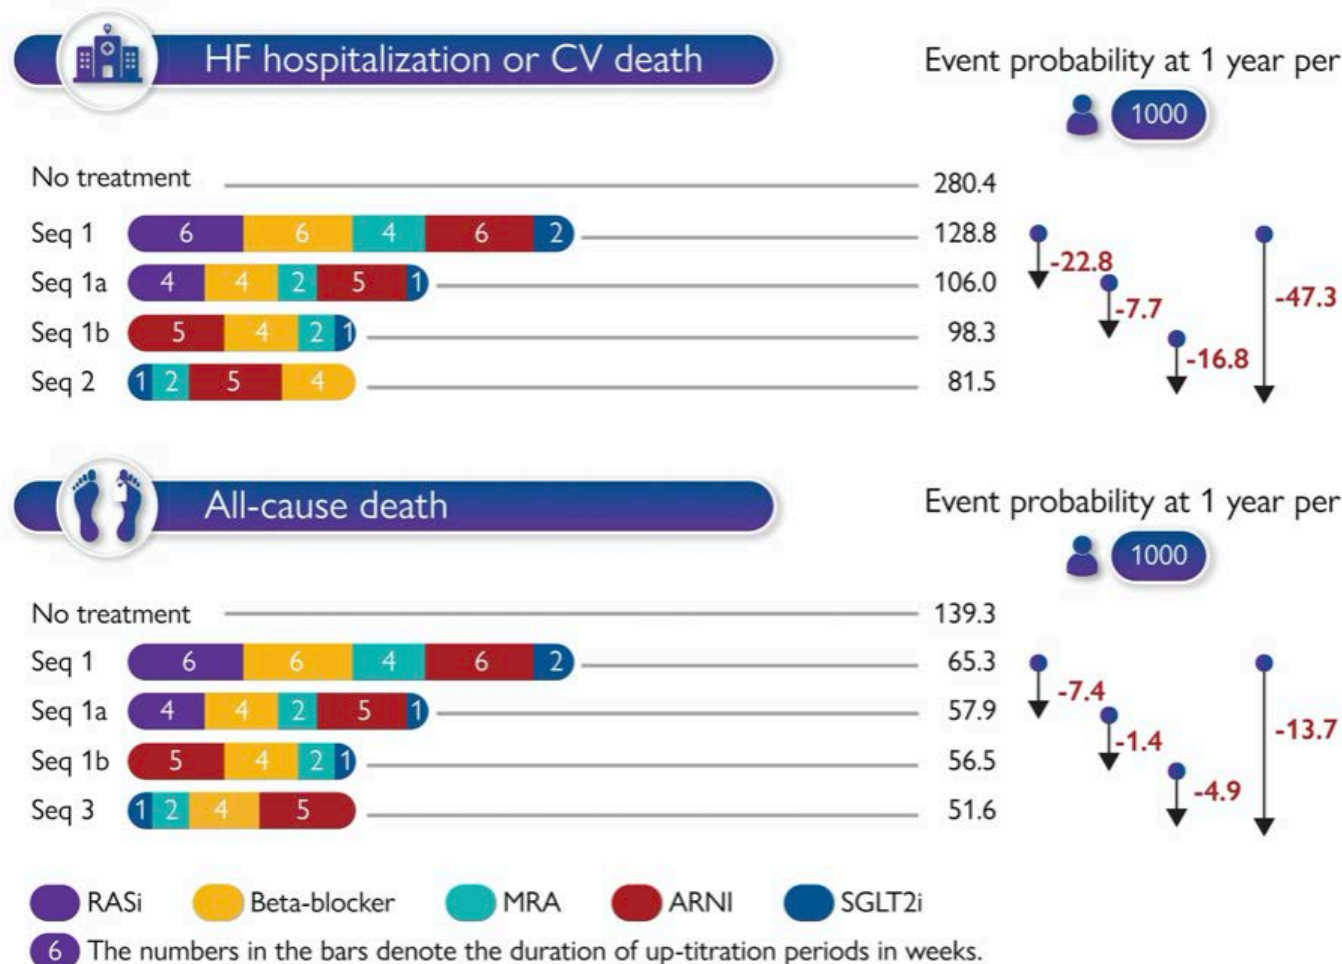 HF hospitalization or CV death
Event probability at 1 year per
1000
No treatment 280.4
Seq 1 6 6 4 6 2 128.8
-22.8
Seq 1a 4 4 2 5 1 106.0
-47.3
-7.7
Seq 1b 5 4 2 1 98.3
-16.8
Seq 2 1 2 5 4 81.5
All-cause death
Event probability at 1 year per
1000
No treatment 139.3
Seq 1 6 6 4 6 2 65.3
-7.4
Seq 1a 4 4 2 5 1 57.9
-13.7
-1.4
Seq 1b 5 4 2 1 56.5
-4.9
Seq 3 1 2 4 5 51.6
RASi Beta-blocker MRA ARNI SGLT2i
6 The numbers in the bars denote the duration of up-titration periods in weeks.